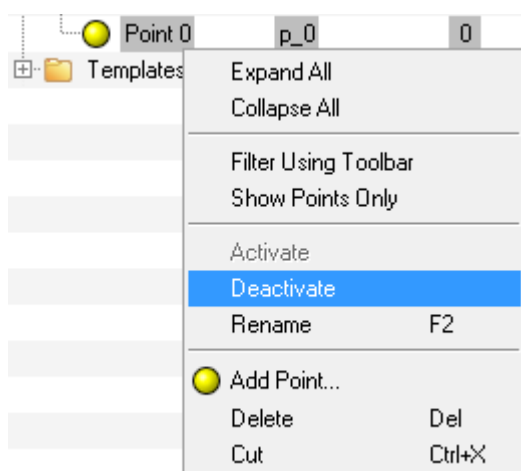 Point 0 p_0 0
Templates
Expand All
Collapse All
Filter Using Toolbar
Show Points Only
Activate
Deactivate
Rename F2
Add Point...
Delete Del
Cut Ctrl+X